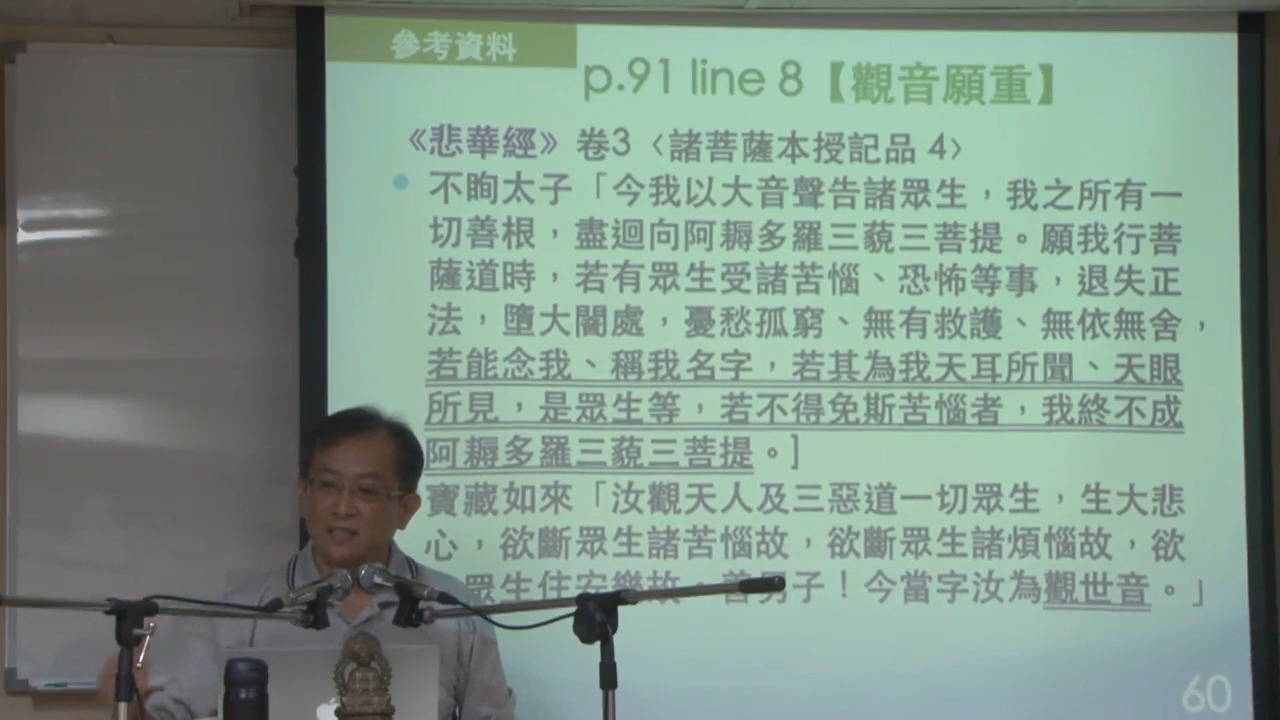 參考資料
p.91 line 8【觀音願重】
《悲華經》卷3〈諸菩薩本授記品 4〉
不眴太子「今我以大音聲告諸眾生，我之所有一
切善根，盡迴向阿耨多羅三藐三菩提。願我行菩
薩道時，若有眾生受諸苦惱、恐怖等事，退失正
法，墮大闇處，憂愁孤窮、無有救護、無依無舍，
若能念我、稱我名字，若其為我天耳所聞、天眼
所見，是眾生等，若不得免斯苦惱者，我終不成
阿耨多羅三藐三菩提。]
寶藏如來「汝觀天人及三惡道一切眾生，生大悲
心，欲斷眾生諸苦惱故，欲斷眾生諸煩惱故，欲
眾生住安樂故。善男子！今當字汝為觀世音。」
60